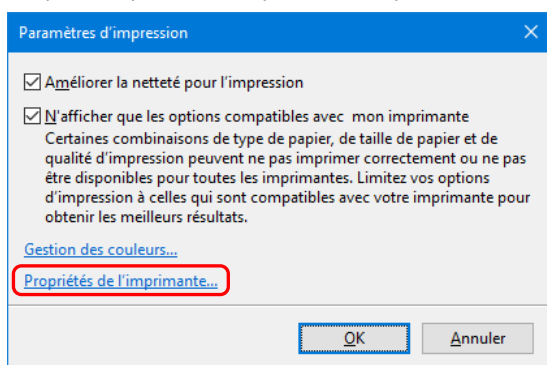 Paramètres d'impression
Améliorer la netteté pour l'impression
N'afficher que les options compatibles avec mon imprimante
Certaines combinaisons de type de papier, de taille de papier et de
qualité d'impression peuvent ne pas imprimer correctement ou ne pas
être disponibles pour toutes les imprimantes. Limitez vos options
d'impression à celles qui sont compatibles avec votre imprimante pour
obtenir les meilleurs résultats.
Gestion des couleurs...
Propriétés de l'imprimante...
OK Annuler